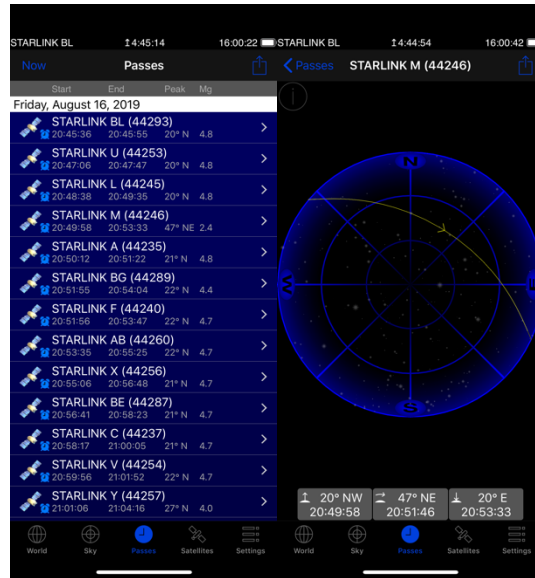 STARLINK BL 4:45:14 16:00:22
Now Passes
Start End Peak Mg
Friday, August 16, 2019
STARLINK BL (44293)
20:45:36 20:45:55 20° N 4.8
STARLINK U (44253)
20:47:06 20:47:47 20° N 4.8
STARLINK L (44245)
20:48:38 20:49:35 20° N 4.8
STARLINK M (44246)
20:49:58 20:53:33 47° NE 2.4
STARLINK A (44235)
20:50:12 20:51:22 21° N 4.8
STARLINK BG (44289)
20:51:55 20:54:04 22° N 4.4
STARLINK F (44240)
20:51:56 20:53:47 22° N 4.7
STARLINK AB (44260)
20:53:35 20:55:25 22° N 4.7
STARLINK X (44256)
20:55:06 20:56:48 21° N 4.7
STARLINK BE (44287)
20:56:41 20:58:23 21° N 4.7
STARLINK C (44237)
20:58:17 21:00:05 21° N 4.7
STARLINK V (44254)
20:59:56 21:01:52 22° N 4.7
STARLINK Y (44257)
21:01:06 21:04:16 27° N 4.0
World Sky Passes Satellites Settings
STARLINK BL 4:44:54 16:00:42
Passes STARLINK M (44246)
N
W
E
S
20° NW 47° NE 20° E
20:49:58 20:51:46 20:53:33
World Sky Passes Satellites Settings